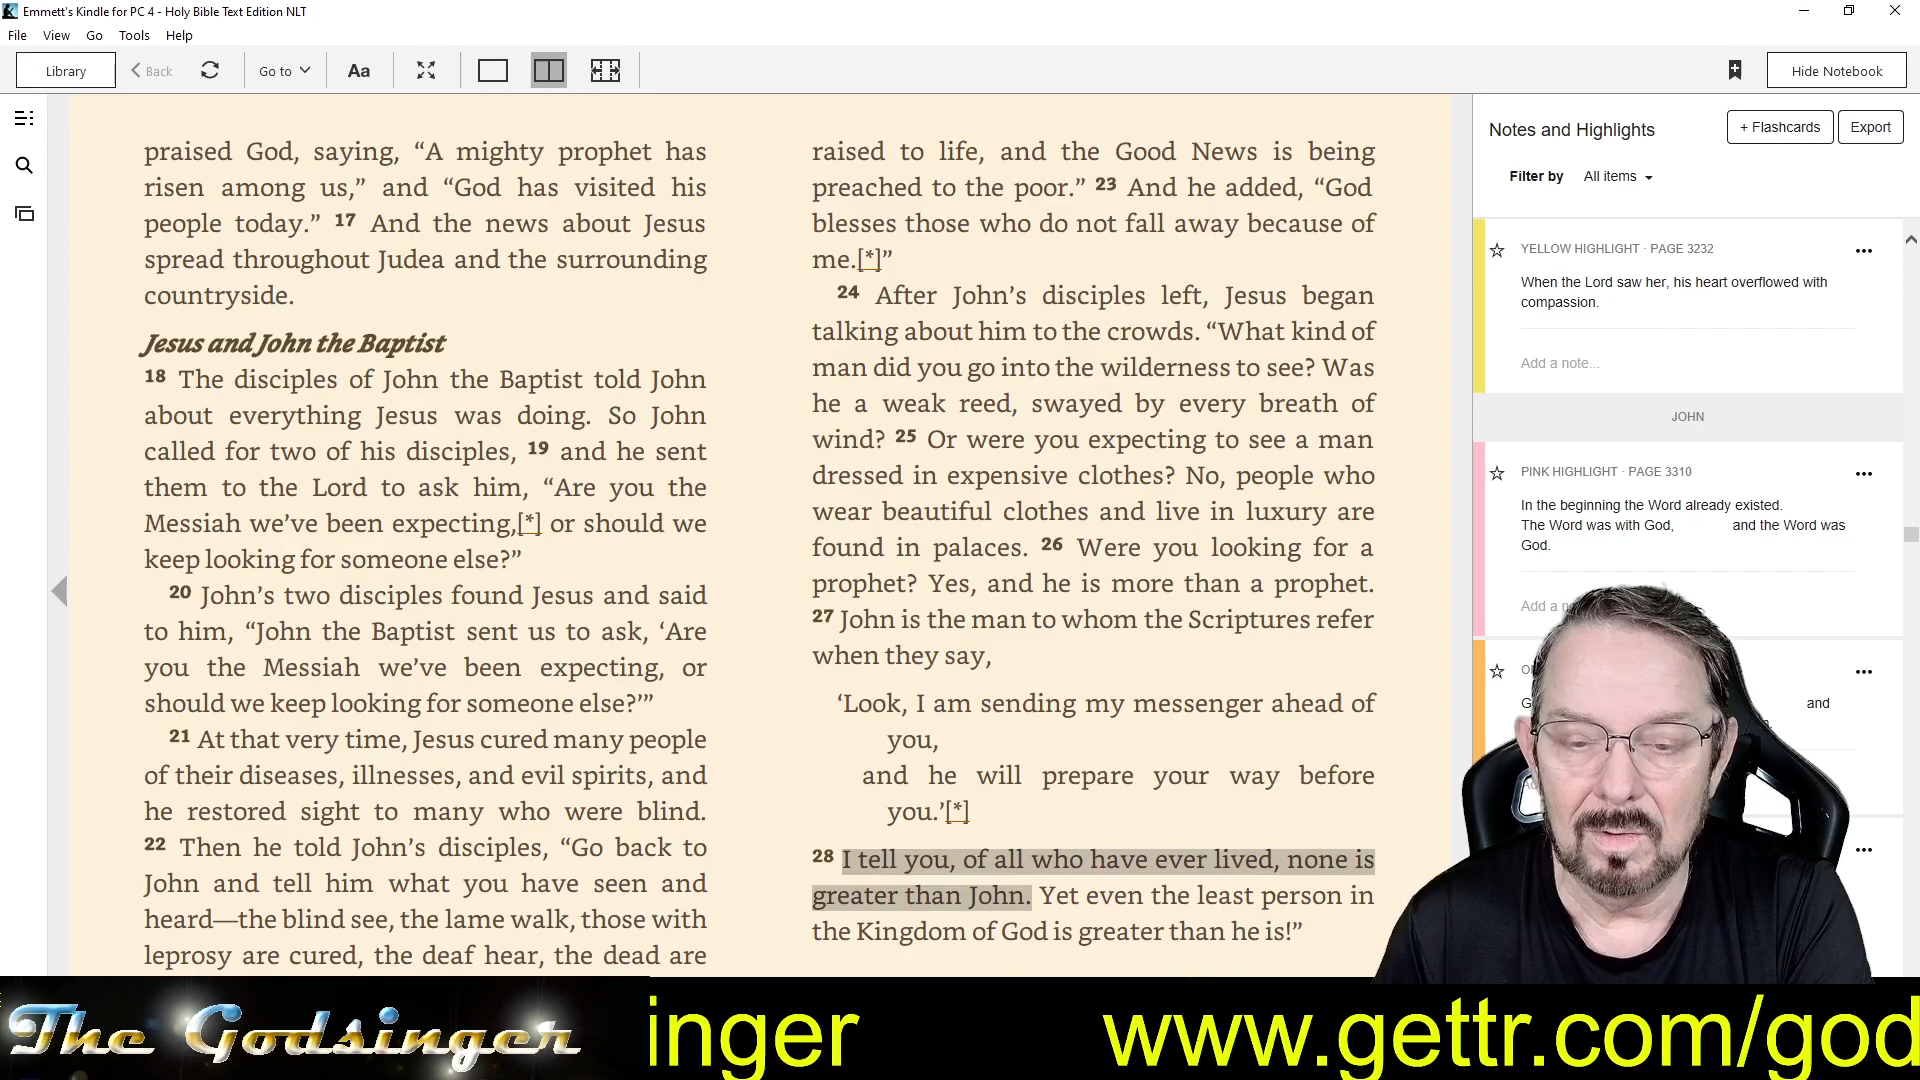 Emmett's Kindle for PC 4 - Holy Bible Text Edition NLT
File View Go Tools Help
Library Back Go to Aa Hide Notebook
praised God, saying, “A mighty prophet has
risen among us,” and “God has visited his
people today.” 17 And the news about Jesus
spread throughout Judea and the surrounding
countryside.
Jesus and John the Baptist
18 The disciples of John the Baptist told John
about everything Jesus was doing. So John
called for two of his disciples, 19 and he sent
them to the Lord to ask him, “Are you the
Messiah we’ve been expecting,[*] or should we
keep looking for someone else?”
20 John’s two disciples found Jesus and said
to him, “John the Baptist sent us to ask, ‘Are
you the Messiah we’ve been expecting, or
should we keep looking for someone else?’”
21 At that very time, Jesus cured many people
of their diseases, illnesses, and evil spirits, and
he restored sight to many who were blind.
22 Then he told John’s disciples, “Go back to
John and tell him what you have seen and
heard—the blind see, the lame walk, those with
leprosy are cured, the deaf hear, the dead are
raised to life, and the Good News is being
preached to the poor.” 23 And he added, “God
blesses those who do not fall away because of
me.[*]”
24 After John’s disciples left, Jesus began
talking about him to the crowds. “What kind of
man did you go into the wilderness to see? Was
he a weak reed, swayed by every breath of
wind? 25 Or were you expecting to see a man
dressed in expensive clothes? No, people who
wear beautiful clothes and live in luxury are
found in palaces. 26 Were you looking for a
prophet? Yes, and he is more than a prophet.
27 John is the man to whom the Scriptures refer
when they say,
‘Look, I am sending my messenger ahead of
you,
and he will prepare your way before
you.’[*]
28 I tell you, of all who have ever lived, none is
greater than John. Yet even the least person in
the Kingdom of God is greater than he is!”
Notes and Highlights + Flashcards Export
Filter by All items
YELLOW HIGHLIGHT · PAGE 3232
When the Lord saw her, his heart overflowed with
compassion.
Add a note...
JOHN
PINK HIGHLIGHT · PAGE 3310
In the beginning the Word already existed.
The Word was with God, and the Word was
God.
Add a
and
The Godsinger
inger www.gettr.com/god